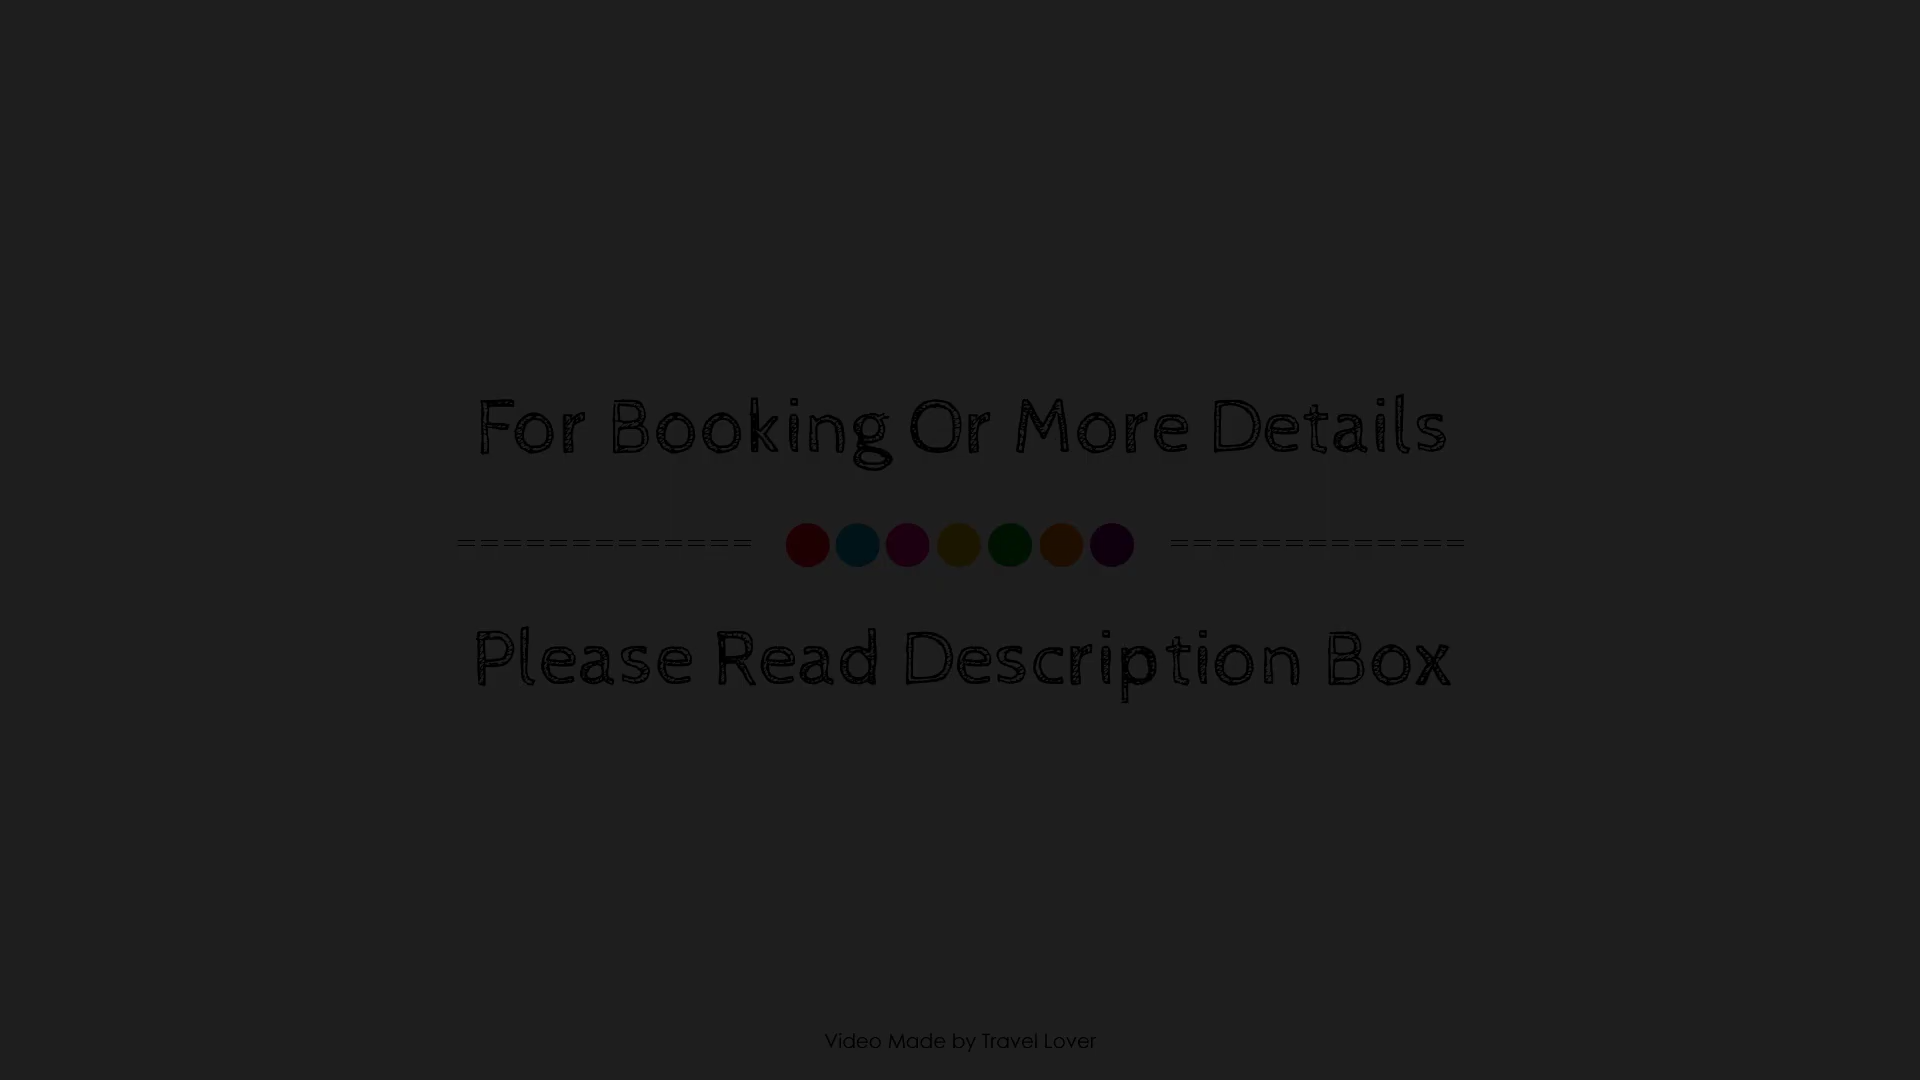 For Booking Or More Details
============= =============
Please Read Description Box
Video Made by Travel Lover